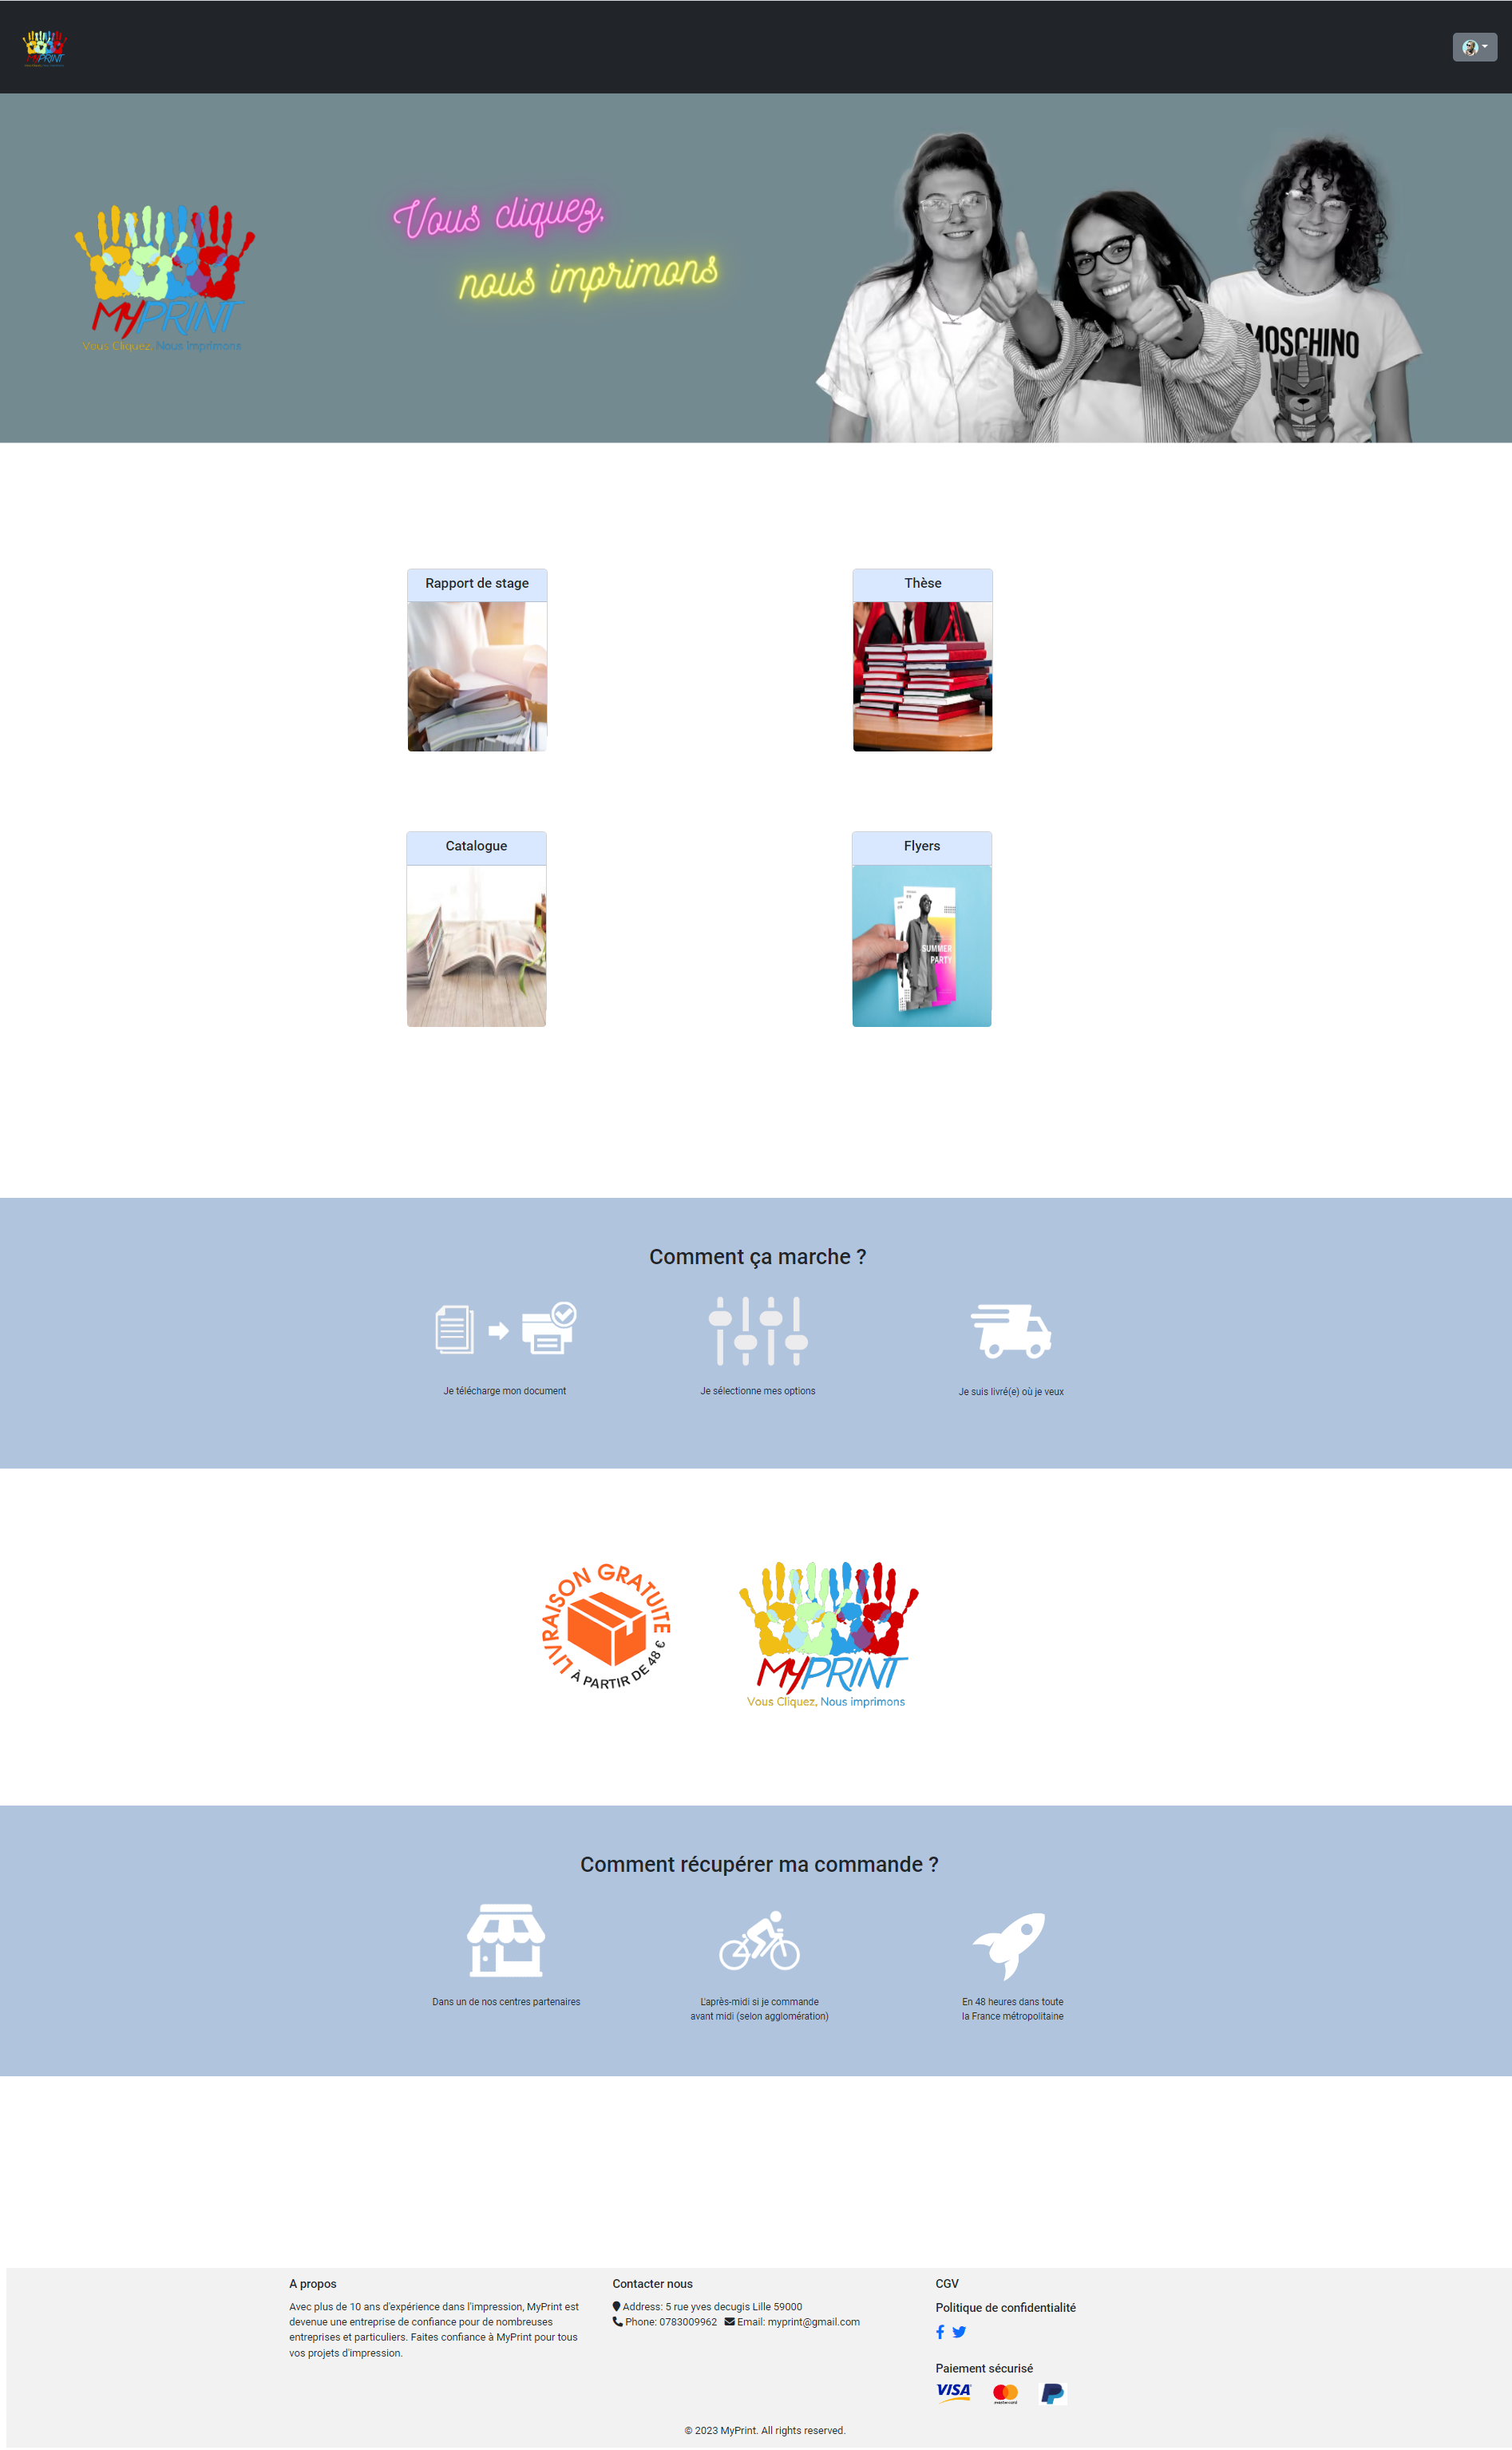 MYPRINT
Vous Cliquez, Nous imprimons
Vous cliquez,
nous imprimons
MOSCHINO
Rapport de stage
Thèse
Catalogue
Flyers
SUMMER
PARTY
Comment ça marche ?
Je télécharge mon document
Je sélectionne mes options
Je suis livré(e) où je veux
LIVRAISON GRATUITE
À PARTIR DE 48 €
MYPRINT
Vous Cliquez, Nous imprimons
Comment récupérer ma commande ?
Dans un de nos centres partenaires
L'après-midi si je commande
avant midi (selon agglomération)
En 48 heures dans toute
la France métropolitaine
A propos
Avec plus de 10 ans d'expérience dans l'impression, MyPrint est
devenue une entreprise de confiance pour de nombreuses
entreprises et particuliers. Faites confiance à MyPrint pour tous
vos projets d'impression.
Contacter nous
Address: 5 rue yves decugis Lille 59000
Phone: 0783009962 Email: myprint@gmail.com
CGV
Politique de confidentialité
Paiement sécurisé
VISA mastercard
© 2023 MyPrint. All rights reserved.